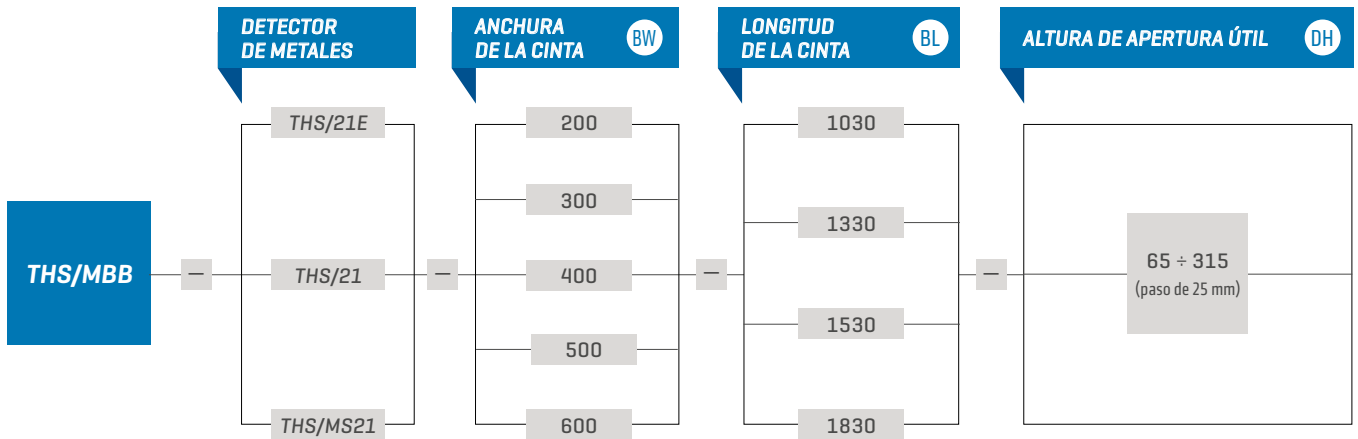 DETECTOR
DE METALES
ANCHURA
DE LA CINTA
BW
LONGITUD
DE LA CINTA
BL
ALTURA DE APERTURA ÚTIL
DH
THS/MBB
—
THS/21E
THS/21
THS/MS21
—
200
300
400
500
600
—
1030
1330
1530
1830
—
65 ÷ 315
(paso de 25 mm)